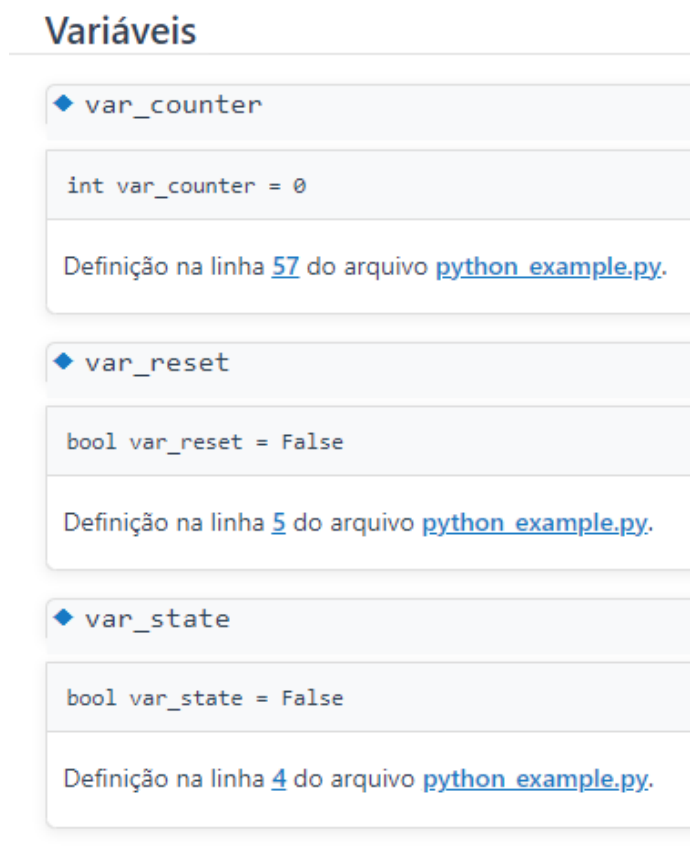 Variáveis
var_counter
int var_counter = 0
Definição na linha 57 do arquivo python_example.py.
var_reset
bool var_reset = False
Definição na linha 5 do arquivo python_example.py.
var_state
bool var_state = False
Definição na linha 4 do arquivo python_example.py.